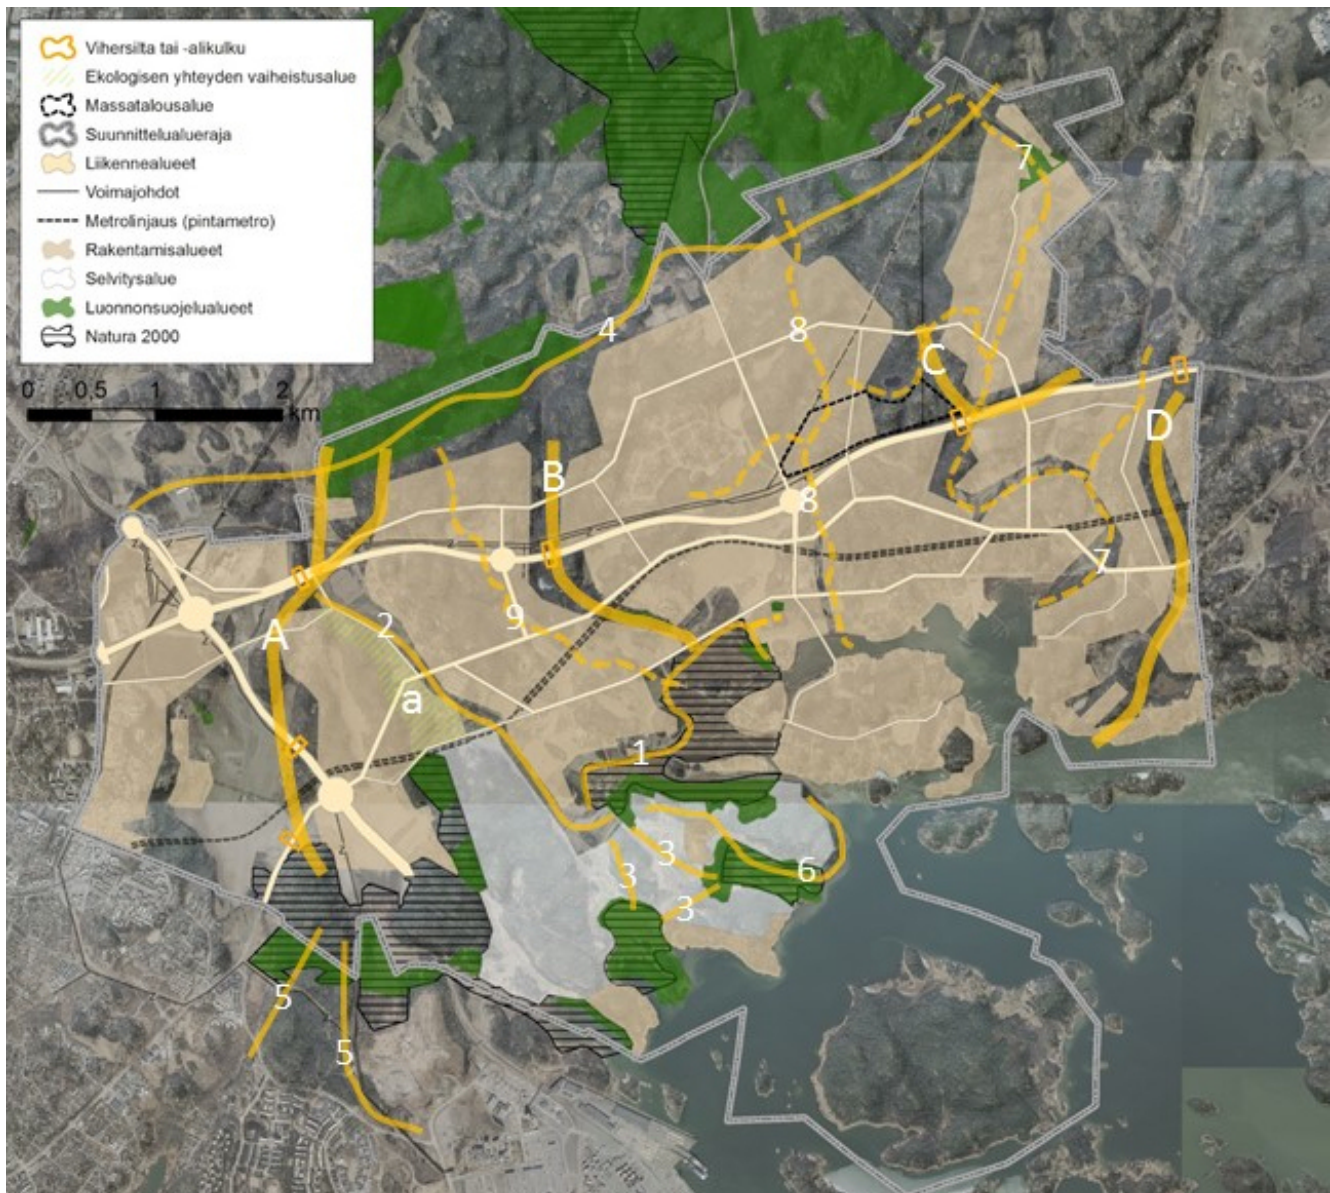 Vihersilta tai -alikulku
Ekologisen yhteyden vaiheistusalue
Massatalousalue
Suunnittelualueraja
Liikennealueet
Voimajohdot
Metrolinjaus (pintametro)
Rakentamisalueet
Selvitysalue
Luonnonsuojelualueet
Natura 2000
0 0.5 1 2
km
7
4
8
C
B
D
8
7
A
2
9
a
1
3
3
6
3
5
5